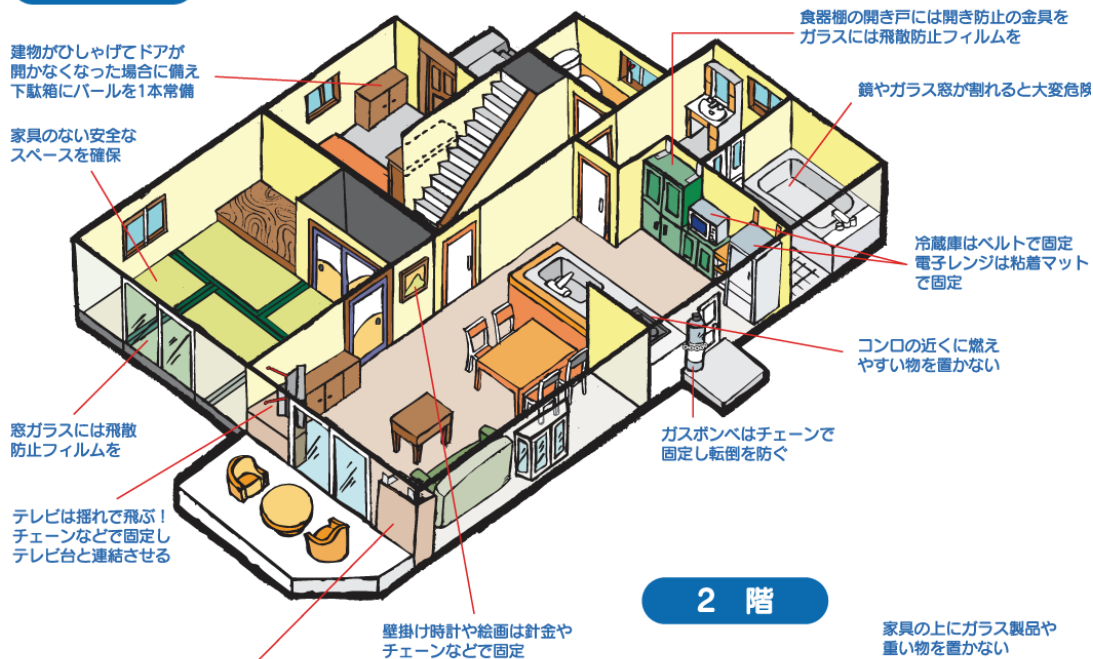 建物がひしゃげてドアが
開かなくなった場合に備え
下駄箱にバールを1本常備
家具のない安全な
スペースを確保
窓ガラスには飛散
防止フィルムを
テレビは揺れで飛ぶ！
チェーンなどで固定し
テレビ台と連結させる
壁掛け時計や絵画は針金や
チェーンなどで固定
食器棚の開き戸には開き防止の金具を
ガラスには飛散防止フィルムを
鏡やガラス窓が割れると大変危険
冷蔵庫はベルトで固定
電子レンジは粘着マット
で固定
コンロの近くに燃え
やすい物を置かない
ガスボンベはチェーンで
固定し転倒を防ぐ
2 階
家具の上にガラス製品や
重い物を置かない